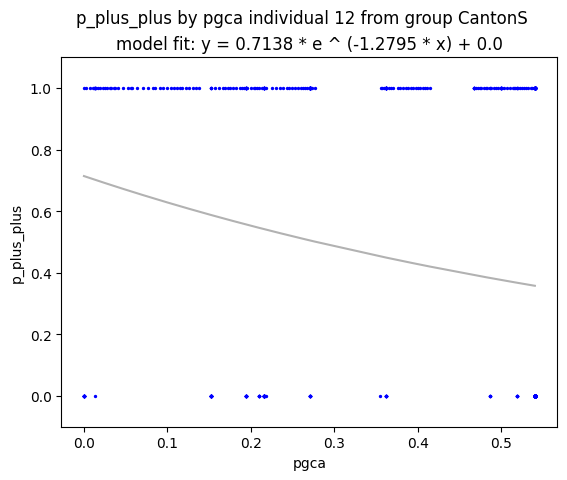 p_plus_plus by pgca individual 12 from group CantonS
model fit: y = 0.7138 * e ^ (-1.2795 * x) + 0.0
1.0
0.8
0.6
0.4
0.2
0.0
p_plus_plus
0.0 0.1 0.2 0.3 0.4 0.5
pgca